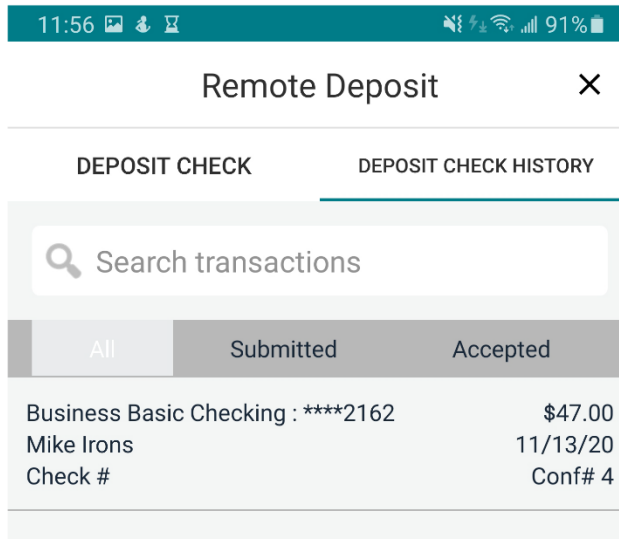 11:56 91%
Remote Deposit
DEPOSIT CHECK DEPOSIT CHECK HISTORY
Search transactions
All Submitted Accepted
Business Basic Checking : ****2162 $47.00
Mike Irons 11/13/20
Check # Conf# 4